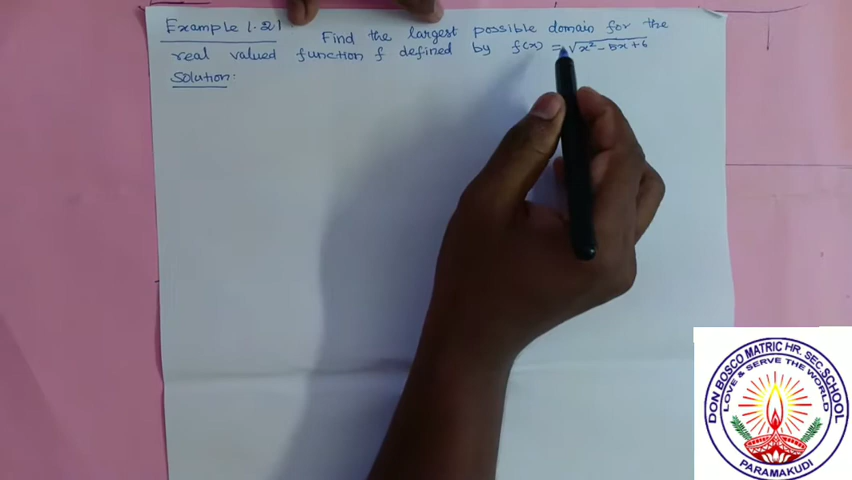 Example 1.21 Find the largest possible domain for the
real valued function f defined by f(x) = √x² - 5x + 6
Solution:
DON BOSCO MATRIC HR. SEC. SCHOOL
LOVE & SERVE THE WORLD
PARAMAKUDI